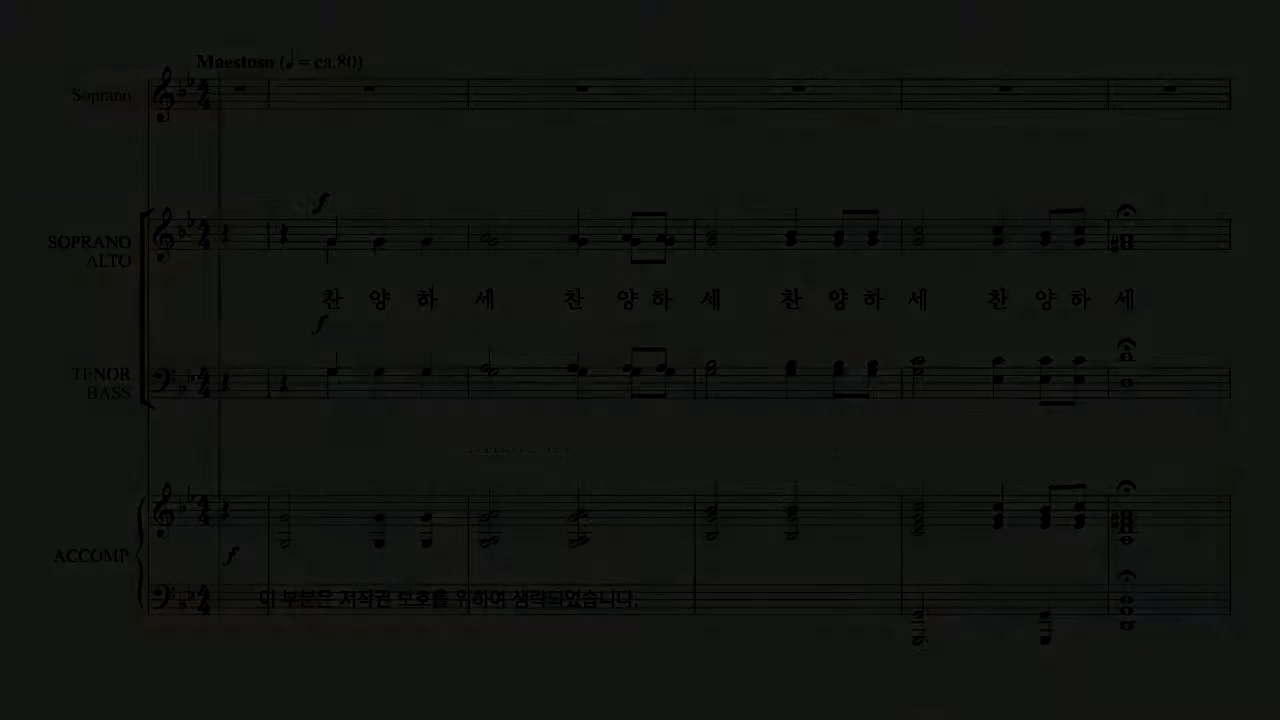 Maestoso (♩ = ca.80)
Soprano
f
SOPRANO
ALTO
찬 양 하 세 찬 양 하 세 찬 양 하 세 찬 양 하 세
f
TENOR
BASS
ACCOMP
f
이 부분은 저작권 보호를 위하여 생략되었습니다.